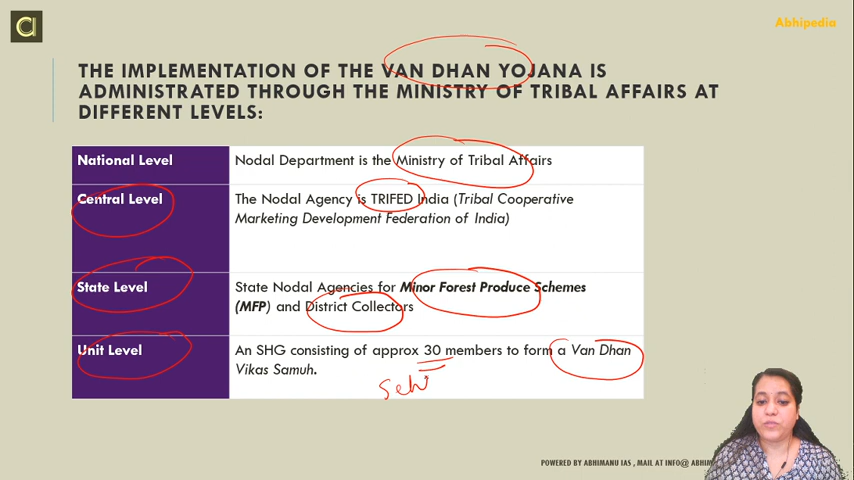 Abhipedia
THE IMPLEMENTATION OF THE VAN DHAN YOJANA IS
ADMINISTRATED THROUGH THE MINISTRY OF TRIBAL AFFAIRS AT
DIFFERENT LEVELS:
National Level
Nodal Department is the Ministry of Tribal Affairs
Central Level
The Nodal Agency is TRIFED India (Tribal Cooperative
Marketing Development Federation of India)
State Level
State Nodal Agencies for Minor Forest Produce Schemes
(MFP) and District Collectors
Unit Level
An SHG consisting of approx 30 members to form a Van Dhan
Vikas Samuh.
POWERED BY ABHIMANU IAS , MAIL AT INFO@